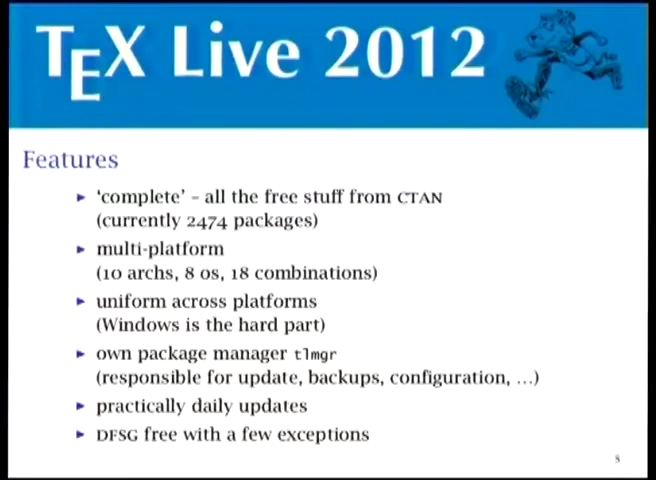 TEX Live 2012
Features
‘complete’ – all the free stuff from CTAN
(currently 2474 packages)
multi-platform
(10 archs, 8 os, 18 combinations)
uniform across platforms
(Windows is the hard part)
own package manager tlmgr
(responsible for update, backups, configuration, …)
practically daily updates
DFSG free with a few exceptions
8